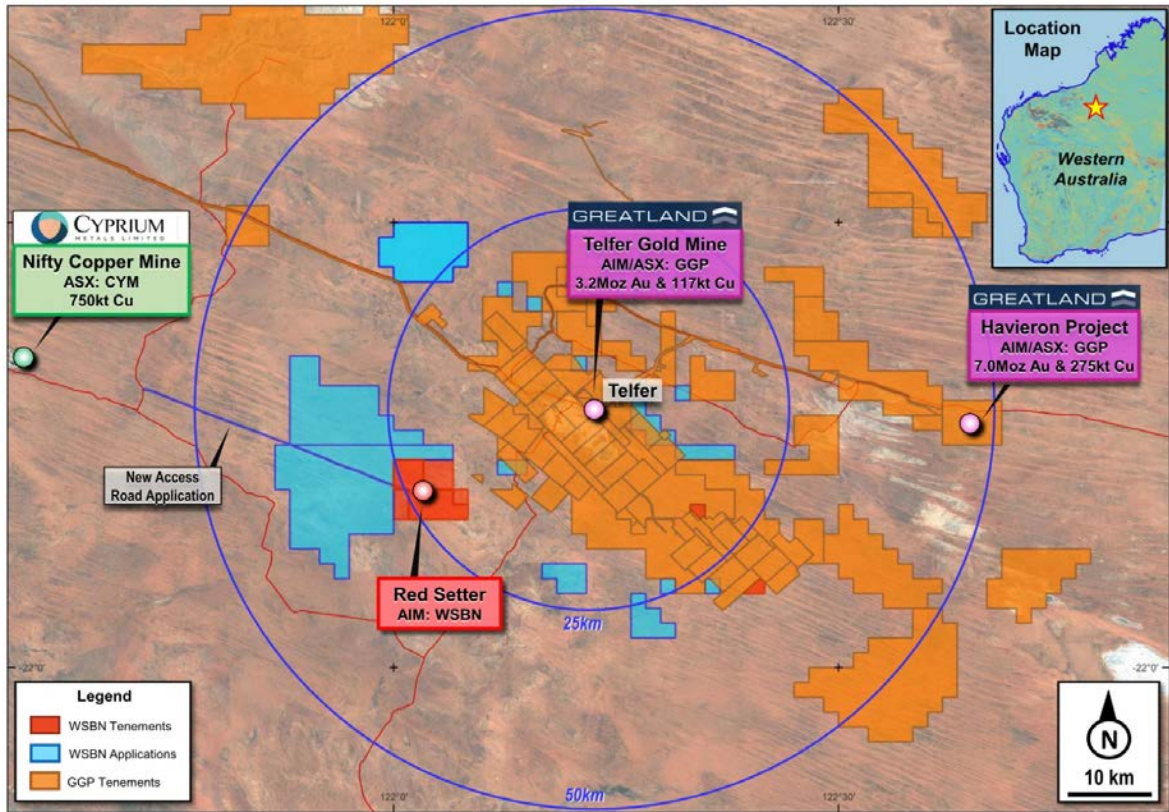 122°0'
122°30'
Location
Map
Western
Australia
CYPRIUM
METALS LIMITED
Nifty Copper Mine
ASX: CYM
750kt Cu
GREATLAND
Telfer Gold Mine
AIM/ASX: GGP
3.2Moz Au & 117kt Cu
GREATLAND
Havieron Project
AIM/ASX: GGP
7.0Moz Au & 275kt Cu
Telfer
New Access
Road Application
Red Setter
AIM: WSBN
25km
-22°0'
-22°0'
Legend
WSBN Tenements
WSBN Applications
GGP Tenements
N
10 km
50km
122°0'
122°30'